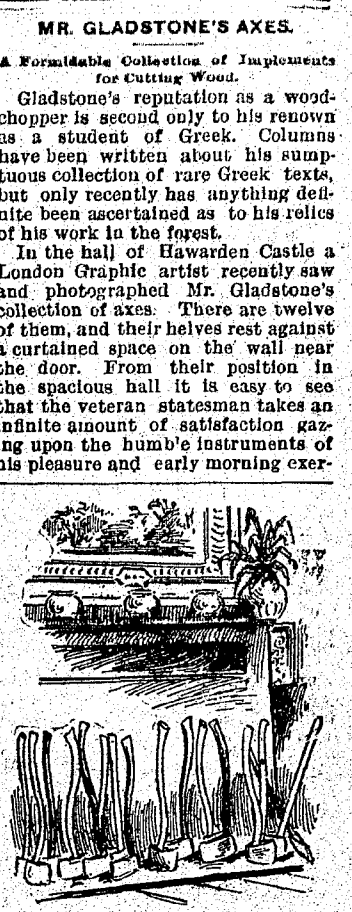 MR. GLADSTONE'S AXES.
A Formidable Collection of Implements
for Cutting Wood.
Gladstone's reputation as a wood-
chopper is second only to his renown
as a student of Greek. Columns
have been written about his sump-
tuous collection of rare Greek texts,
but only recently has anything defi-
nite been ascertained as to his relics
of his work in the forest.
In the hall of Hawarden Castle a
London Graphic artist recently saw
and photographed Mr. Gladstone's
collection of axes. There are twelve
of them, and their helves rest against
a curtained space on the wall near
the door. From their position in
the spacious hall it is easy to see
that the veteran statesman takes an
infinite amount of satisfaction gaz-
ing upon the humb'e instruments of
his pleasure and early morning exer-